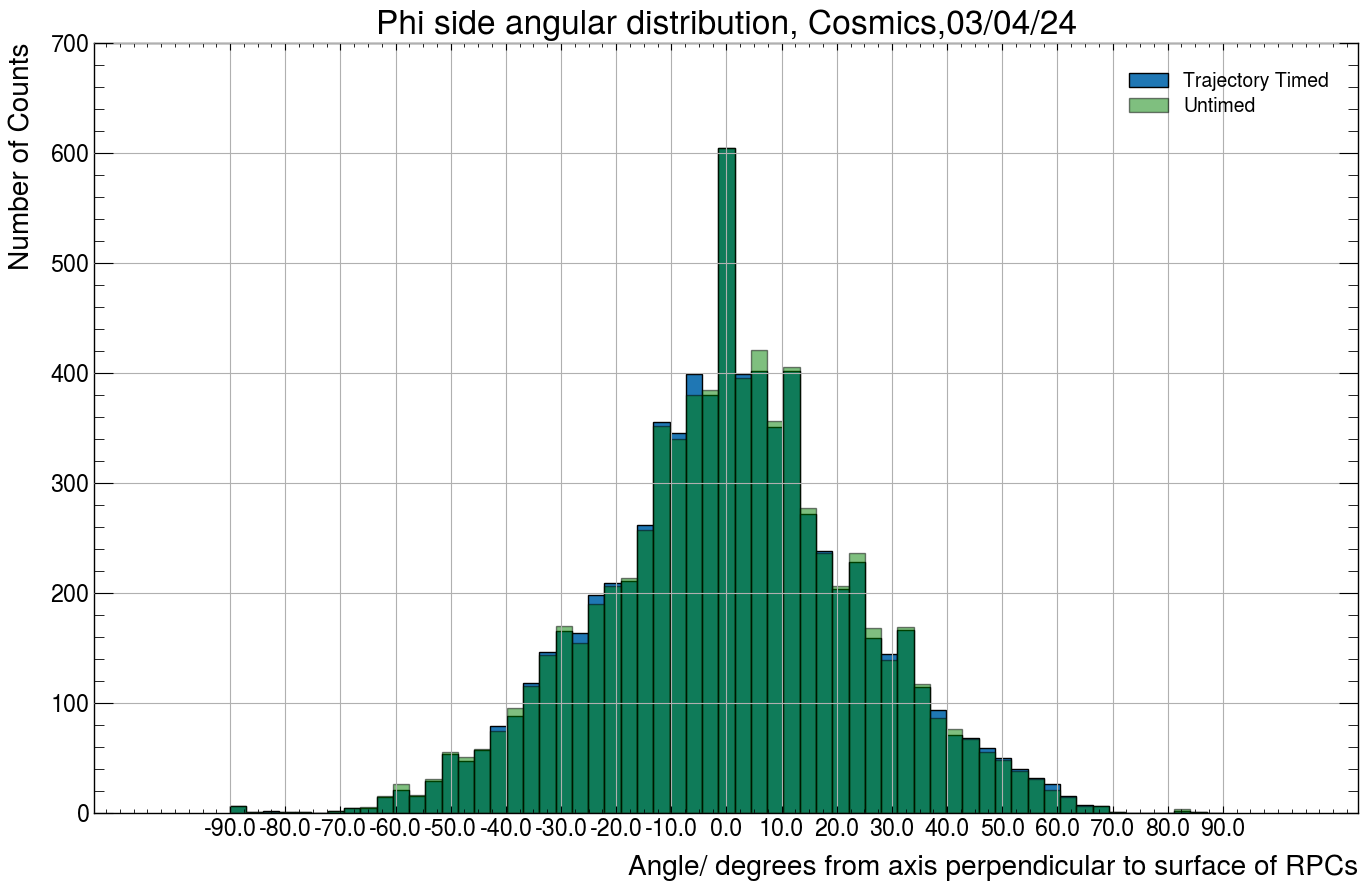 Phi side angular distribution, Cosmics,03/04/24
Number of Counts
700
600
500
400
300
200
100
0
Trajectory Timed
Untimed
-90.0 -80.0 -70.0 -60.0 -50.0 -40.0 -30.0 -20.0 -10.0 0.0 10.0 20.0 30.0 40.0 50.0 60.0 70.0 80.0 90.0
Angle/ degrees from axis perpendicular to surface of RPCs